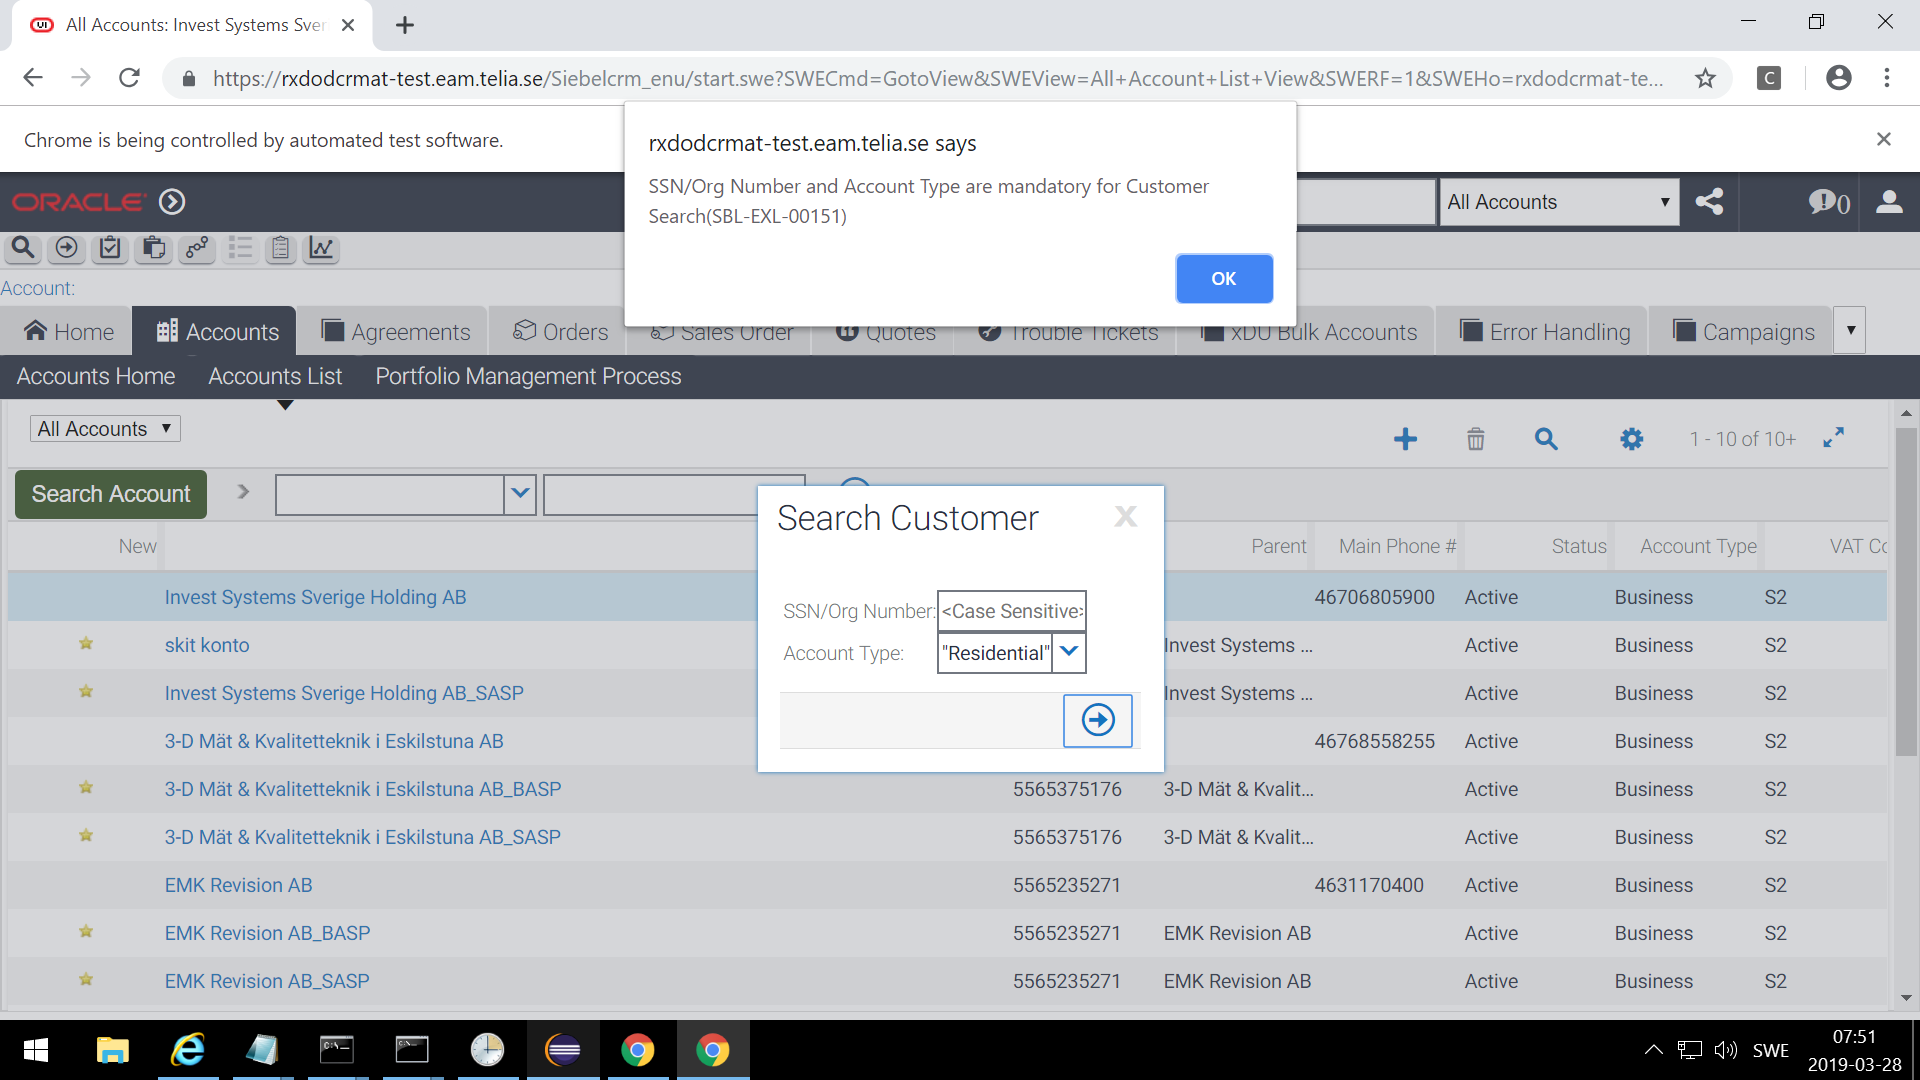 All Accounts: Invest Systems Sver
https://rxdodcrmat-test.eam.telia.se/Siebelcrm_enu/start.swe?SWECmd=GotoView&SWEView=All+Account+List+View&SWERF=1&SWEHo=rxdodcrmat-te...
C
Chrome is being controlled by automated test software.
rxdodcrmat-test.eam.telia.se says
SSN/Org Number and Account Type are mandatory for Customer
Search(SBL-EXL-00151)
OK
ORACLE
All Accounts
0
Account:
Home Accounts Agreements Orders Sales Order Quotes Trouble Tickets xDU Bulk Accounts Error Handling Campaigns
Accounts Home Accounts List Portfolio Management Process
All Accounts
1 - 10 of 10+
Search Account
Search Customer X
SSN/Org Number: <Case Sensitive>
Account Type: "Residential"
New Parent Main Phone # Status Account Type VAT Co
Invest Systems Sverige Holding AB 46706805900 Active Business S2
skit konto Invest Systems ... Active Business S2
Invest Systems Sverige Holding AB_SASP Invest Systems ... Active Business S2
3-D Mät & Kvalitetteknik i Eskilstuna AB 46768558255 Active Business S2
3-D Mät & Kvalitetteknik i Eskilstuna AB_BASP 5565375176 3-D Mät & Kvalit... Active Business S2
3-D Mät & Kvalitetteknik i Eskilstuna AB_SASP 5565375176 3-D Mät & Kvalit... Active Business S2
EMK Revision AB 5565235271 4631170400 Active Business S2
EMK Revision AB_BASP 5565235271 EMK Revision AB Active Business S2
EMK Revision AB_SASP 5565235271 EMK Revision AB Active Business S2
SWE
07:51
2019-03-28